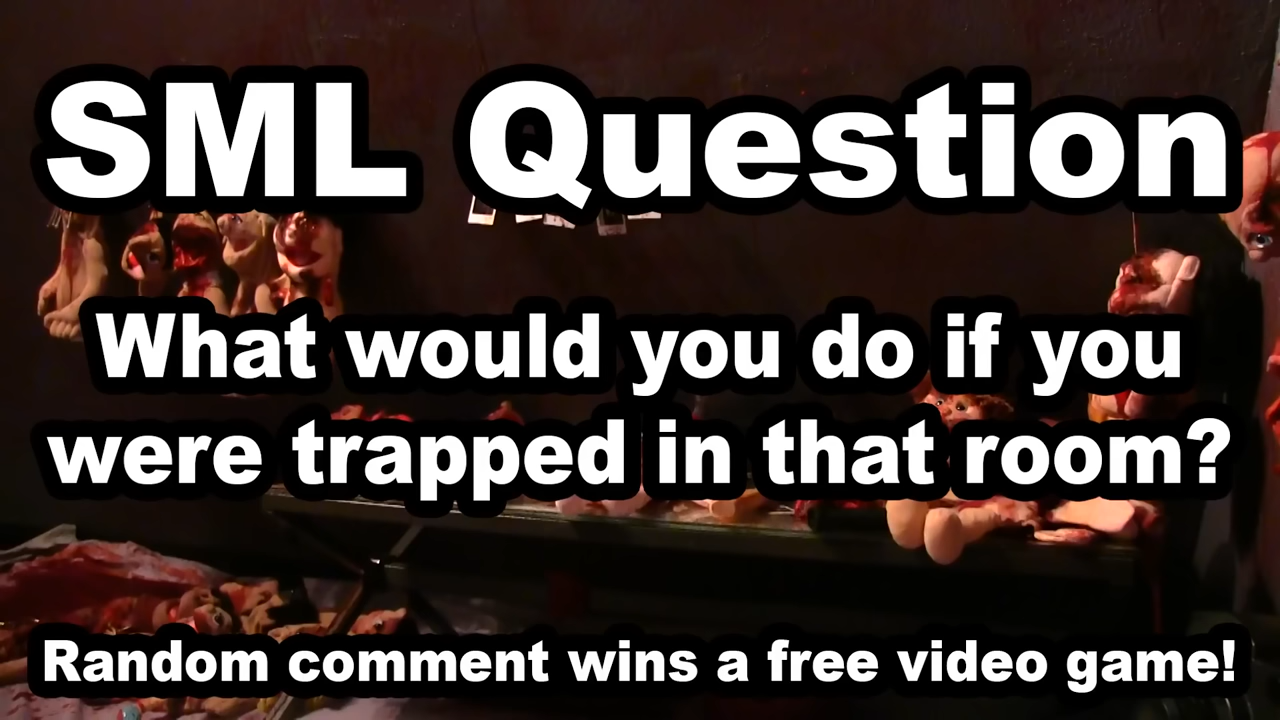 SML Question
What would you do if you
were trapped in that room?
Random comment wins a free video game!